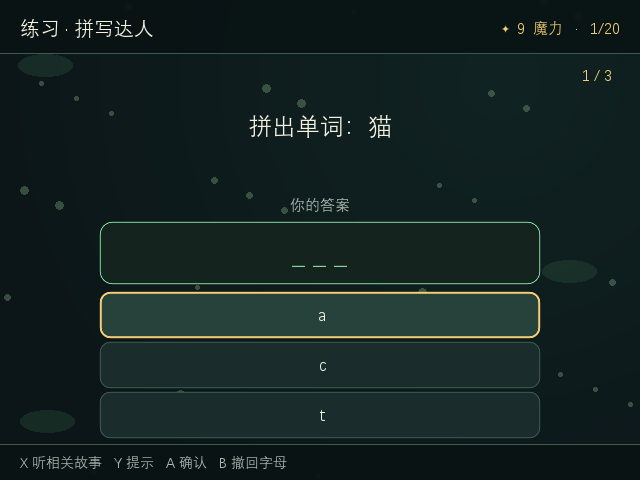 练习 · 拼写达人
✦ 9 魔力 · 1/20
1 / 3
拼出单词: 猫
你的答案
_ _ _
a
c
t
X 听相关故事 Y 提示 A 确认 B 撤回字母